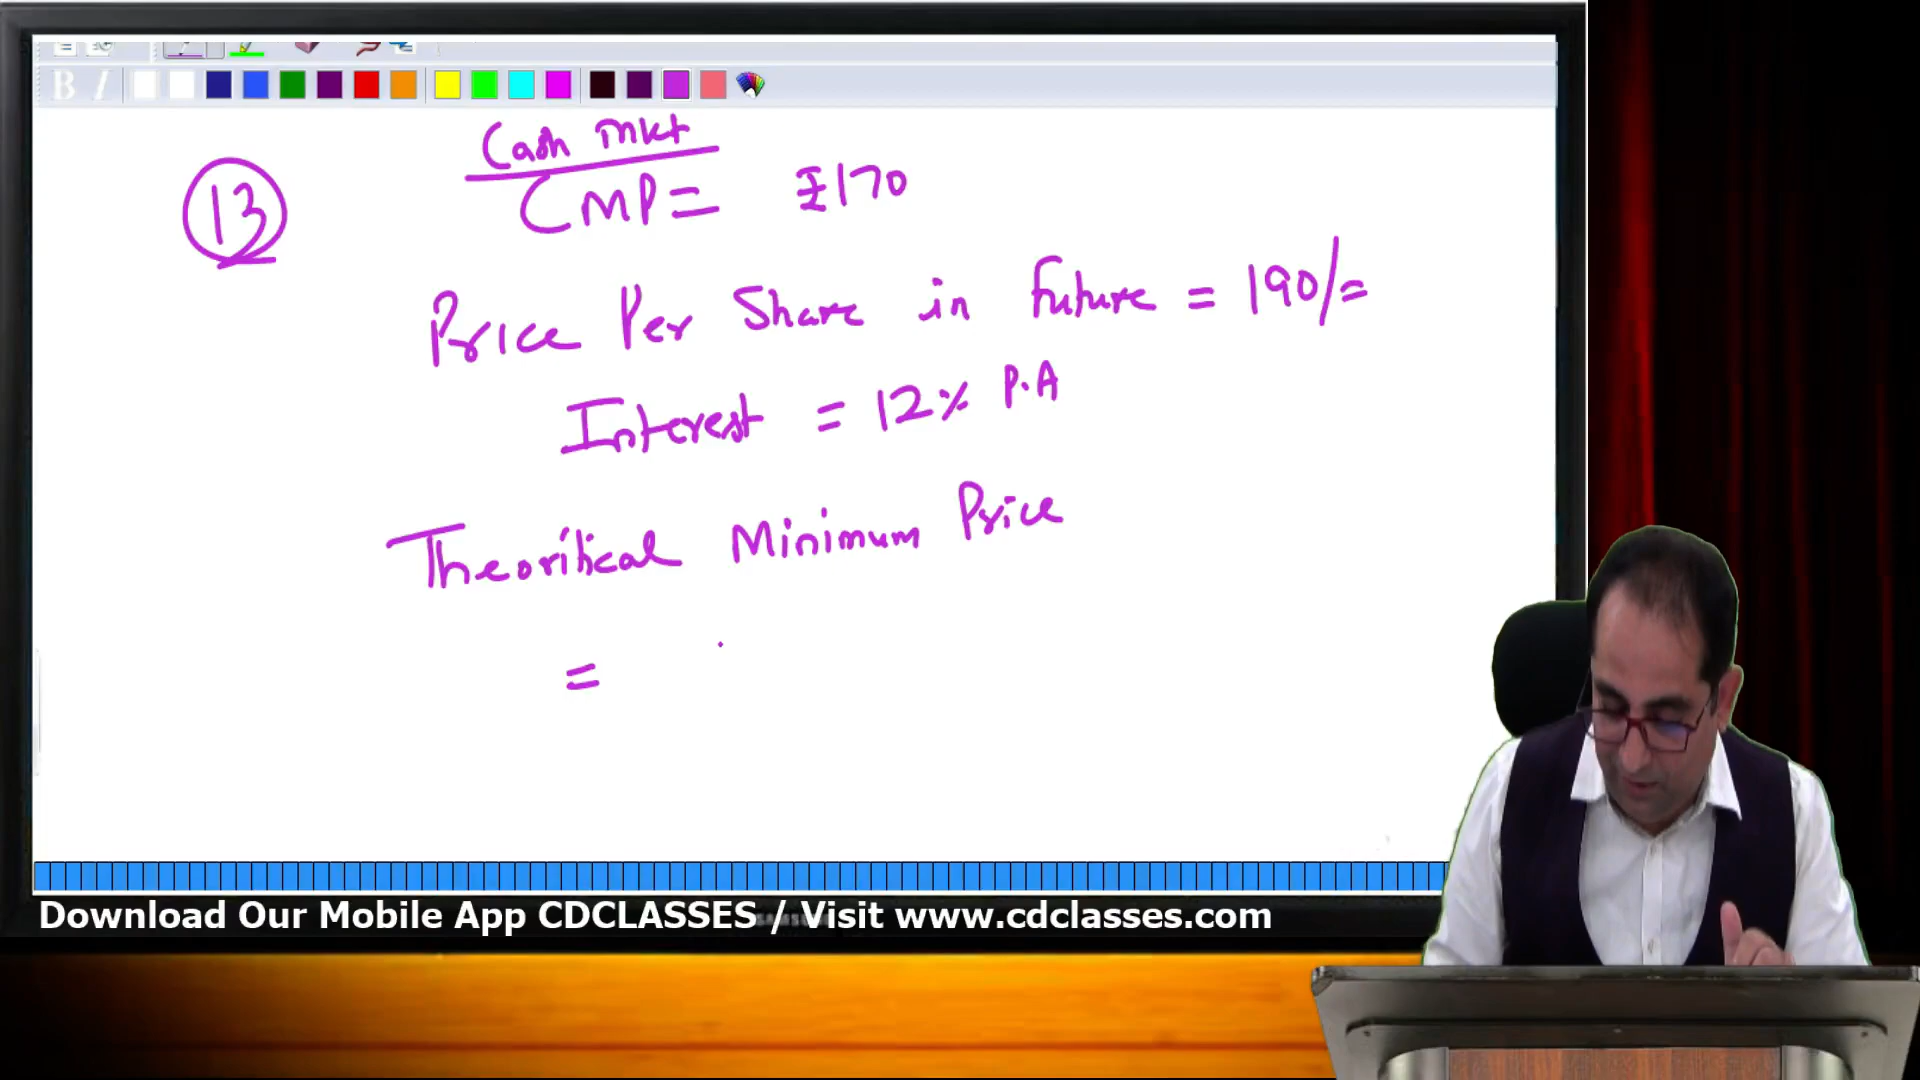 B I
Cash mkt
13
CMP = ₹170
Price Per Share in Future = 190/=
Interest = 12% P.A
Theoritical Minimum Price
=
SAMSUNG
Download Our Mobile App CDCLASSES / Visit www.cdclasses.com